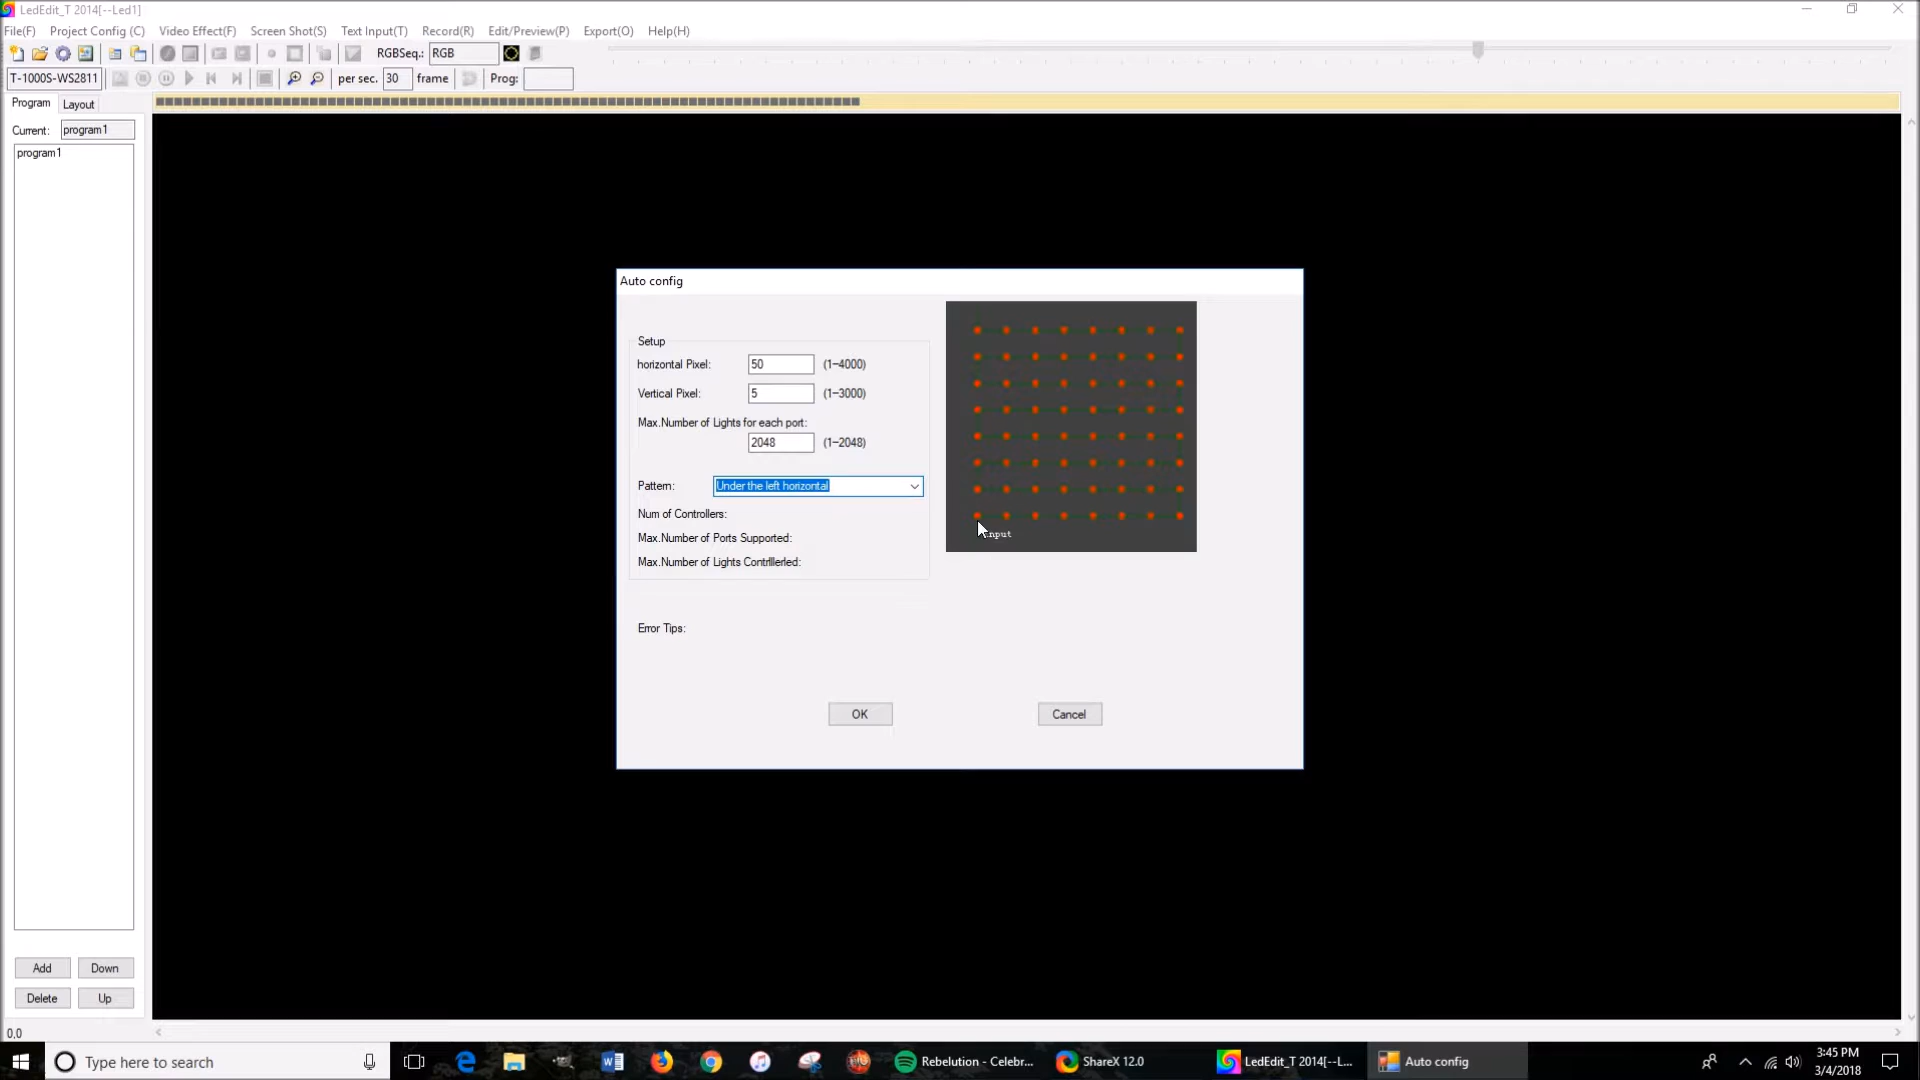 LedEdit_T 2014[--Led1]
File(F) Project Config (C) Video Effect(F) Screen Shot(S) Text Input(T) Record(R) Edit/Preview(P) Export(O) Help(H)
RGBSeq.: RGB
T-1000S-WS2811 per sec. 30 frame Prog:
Program Layout
Current: program1
program1
Auto config
Setup
horizontal Pixel: 50 (1-4000)
Vertical Pixel: 5 (1-3000)
Max.Number of Lights for each port:
2048 (1-2048)
Pattern: Under the left horizontal
Num of Controllers:
Max.Number of Ports Supported:
Max.Number of Lights Contrlllerled:
input
Error Tips:
OK Cancel
Add Down
Delete Up
0,0
Type here to search
Rebelution - Celebr...
ShareX 12.0
LedEdit_T 2014[--L...
Auto config
3:45 PM
3/4/2018